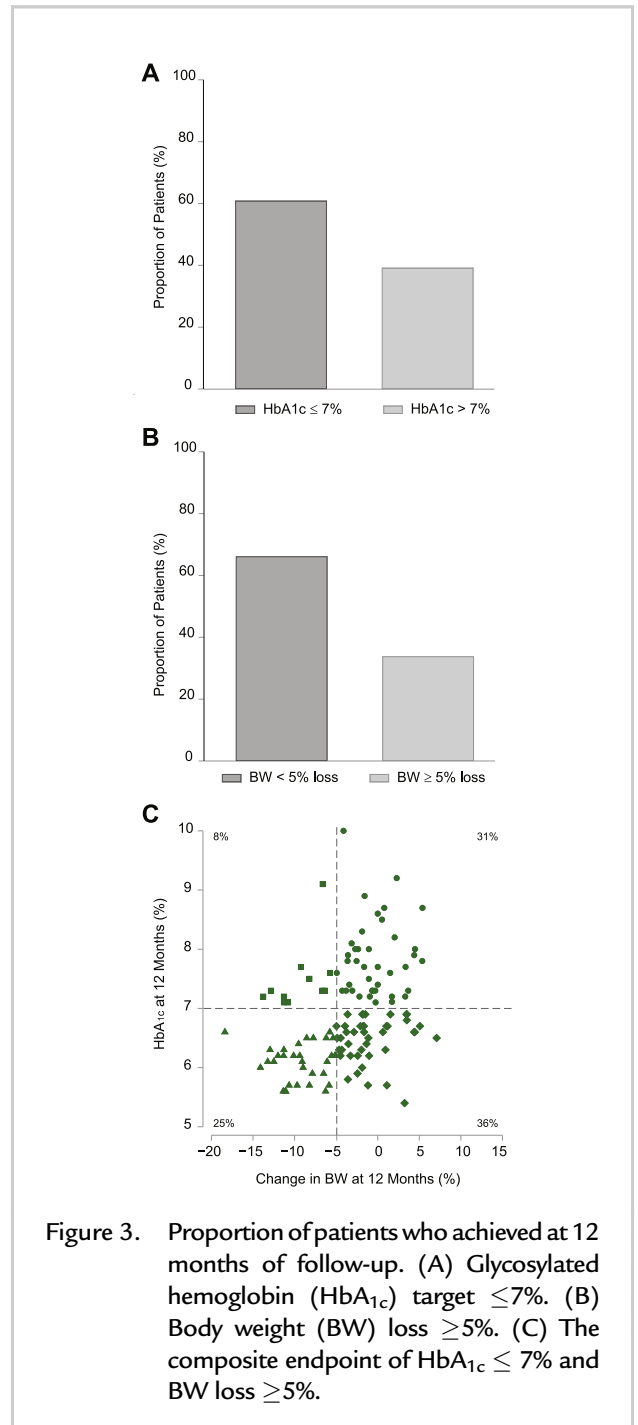 A
100
80
60
40
20
0
Proportion of Patients (%)
HbA1c ≤ 7% HbA1c > 7%
B
100
80
60
40
20
0
Proportion of Patients (%)
BW < 5% loss BW ≥ 5% loss
C
10
9
8
7
6
5
HbA1c at 12 Months (%)
8% 31%
25% 36%
−20 −15 −10 −5 0 5 10 15
Change in BW at 12 Months (%)
Figure 3. Proportion of patients who achieved at 12
months of follow-up. (A) Glycosylated
hemoglobin (HbA1c) target ≤7%. (B)
Body weight (BW) loss ≥5%. (C) The
composite endpoint of HbA1c ≤ 7% and
BW loss ≥5%.